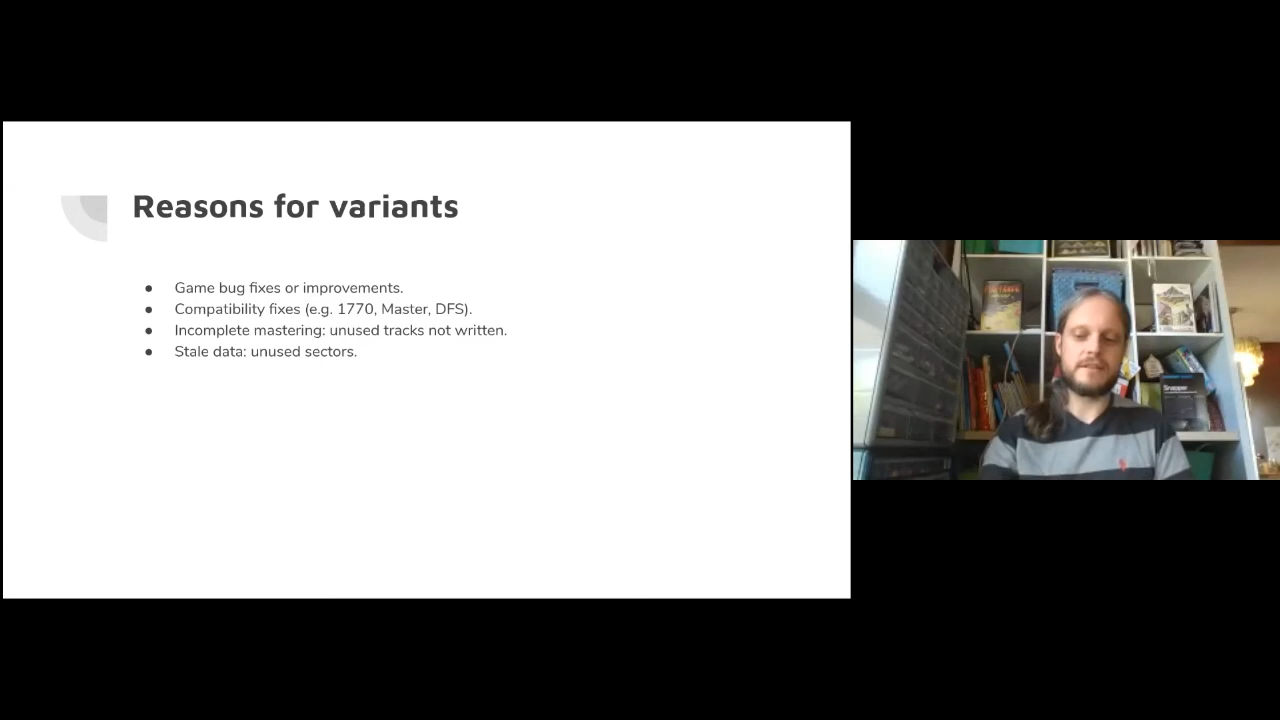 Reasons for variants
● Game bug fixes or improvements.
● Compatibility fixes (e.g. 1770, Master, DFS).
● Incomplete mastering: unused tracks not written.
● Stale data: unused sectors.
Snapper